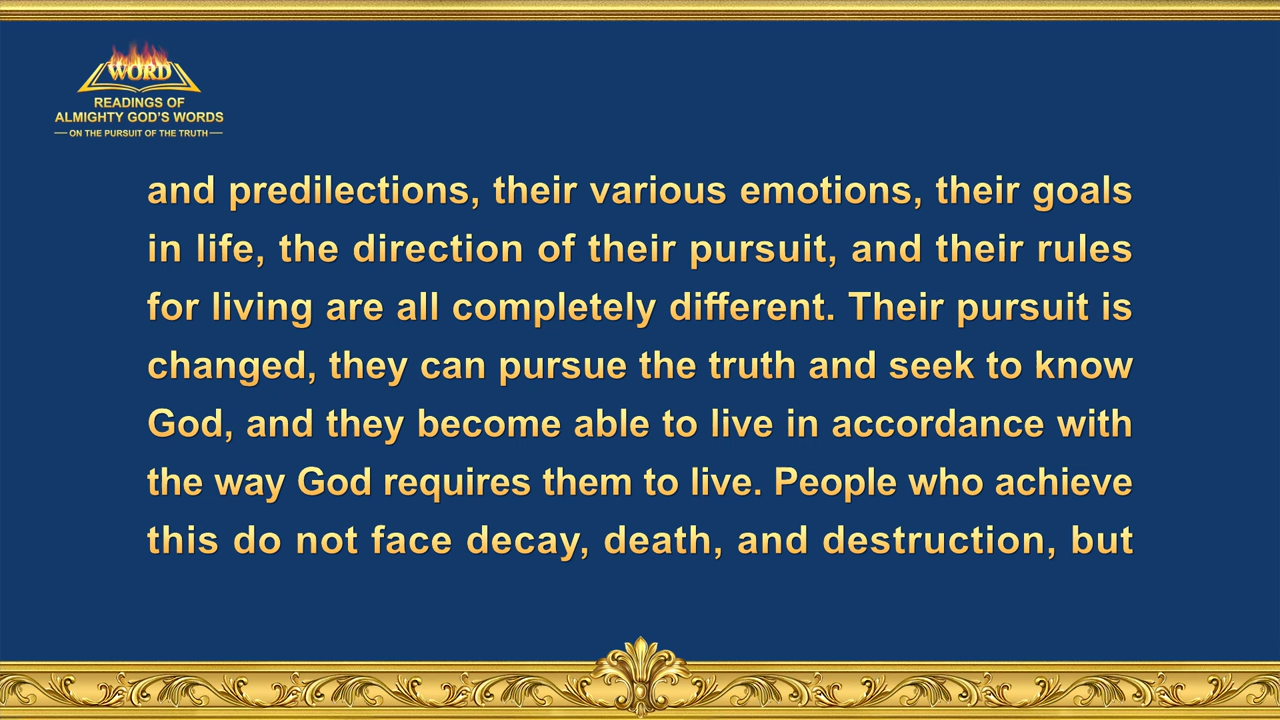 WORD
READINGS OF
ALMIGHTY GOD'S WORDS
— ON THE PURSUIT OF THE TRUTH —
and predilections, their various emotions, their goals
in life, the direction of their pursuit, and their rules
for living are all completely different. Their pursuit is
changed, they can pursue the truth and seek to know
God, and they become able to live in accordance with
the way God requires them to live. People who achieve
this do not face decay, death, and destruction, but